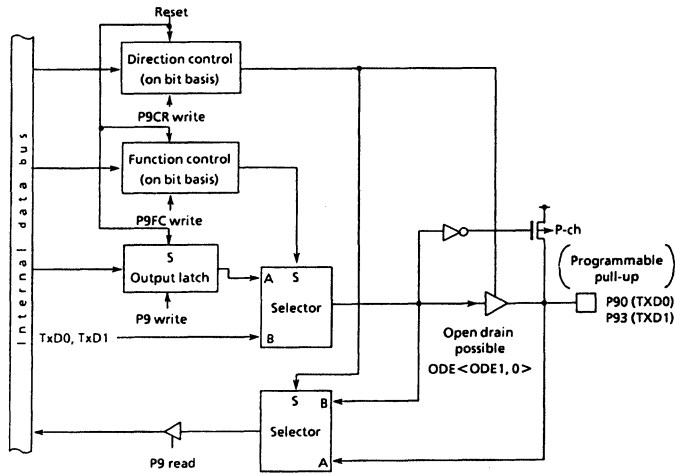 Reset
Direction control
(on bit basis)
P9CR write
Function control
(on bit basis)
P9FC write
S
Output latch
P9 write
TxD0, TxD1
Internal data bus
A
S
Selector
B
P-ch
(Programmable
pull-up)
P90 (TXD0)
P93 (TXD1)
Open drain
possible
ODE<ODE1, 0>
S
B
Selector
A
P9 read